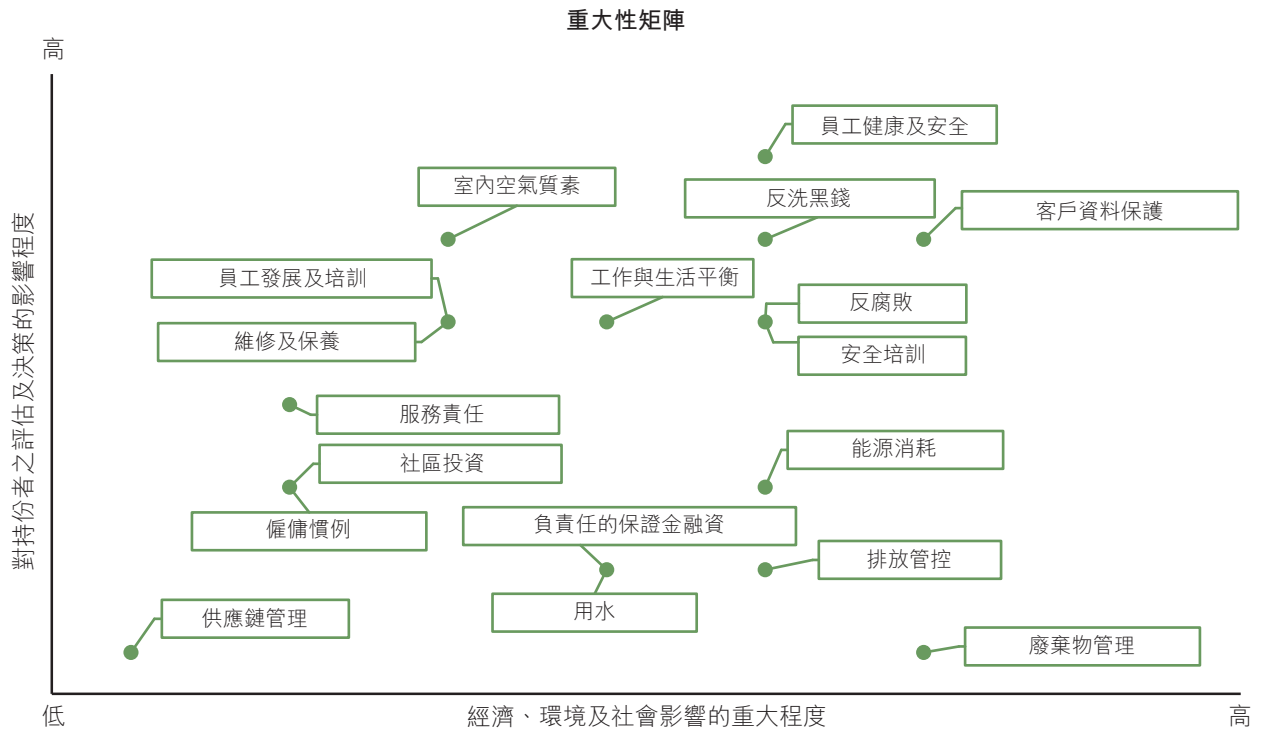 重大性矩陣
高
員工健康及安全
室內空氣質素
反洗黑錢
客戶資料保護
員工發展及培訓
工作與生活平衡
反腐敗
維修及保養
安全培訓
服務責任
能源消耗
社區投資
僱傭慣例
負責任的保證金融資
排放管控
供應鏈管理
用水
廢棄物管理
對持份者之評估及決策的影響程度
低
經濟、環境及社會影響的重大程度
高